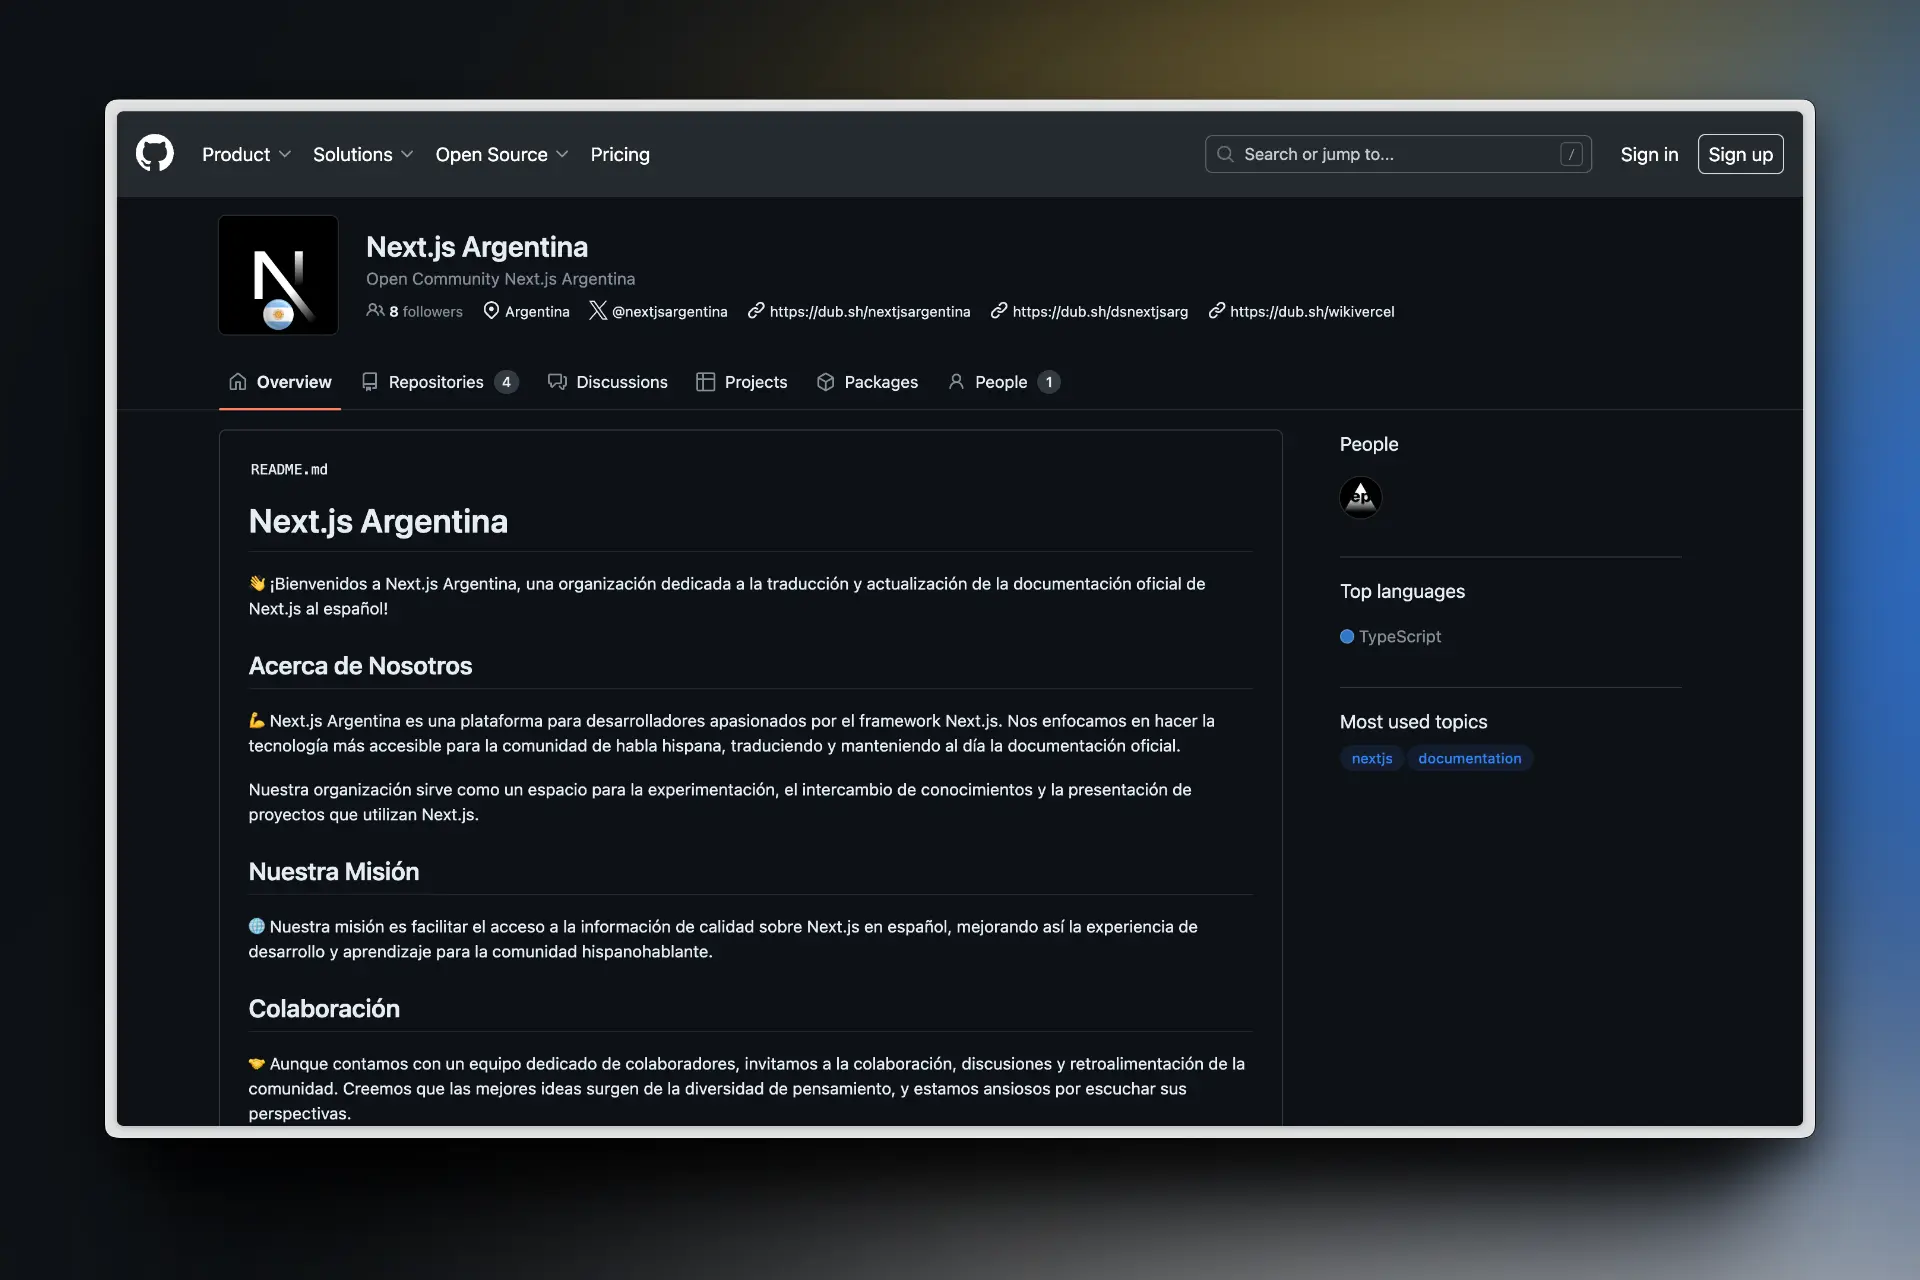 Product Solutions Open Source Pricing Search or jump to... / Sign in Sign up
Next.js Argentina
Open Community Next.js Argentina
8 followers Argentina @nextjsargentina https://dub.sh/nextjsargentina https://dub.sh/dsnextjsarg https://dub.sh/wikivercel
Overview Repositories 4 Discussions Projects Packages People 1
README.md
Next.js Argentina
👋 ¡Bienvenidos a Next.js Argentina, una organización dedicada a la traducción y actualización de la documentación oficial de
Next.js al español!
Acerca de Nosotros
💪 Next.js Argentina es una plataforma para desarrolladores apasionados por el framework Next.js. Nos enfocamos en hacer la
tecnología más accesible para la comunidad de habla hispana, traduciendo y manteniendo al día la documentación oficial.
Nuestra organización sirve como un espacio para la experimentación, el intercambio de conocimientos y la presentación de
proyectos que utilizan Next.js.
Nuestra Misión
🌐 Nuestra misión es facilitar el acceso a la información de calidad sobre Next.js en español, mejorando así la experiencia de
desarrollo y aprendizaje para la comunidad hispanohablante.
Colaboración
🤝 Aunque contamos con un equipo dedicado de colaboradores, invitamos a la colaboración, discusiones y retroalimentación de la
comunidad. Creemos que las mejores ideas surgen de la diversidad de pensamiento, y estamos ansiosos por escuchar sus
perspectivas.
People
ep
Top languages
TypeScript
Most used topics
nextjs documentation